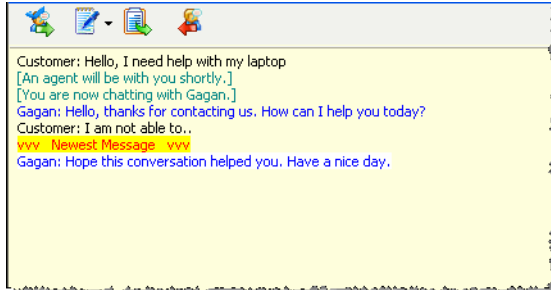 Customer: Hello, I need help with my laptop
[An agent will be with you shortly.]
[You are now chatting with Gagan.]
Gagan: Hello, thanks for contacting us. How can I help you today?
Customer: I am not able to..
vvv Newest Message vvv
Gagan: Hope this conversation helped you. Have a nice day.